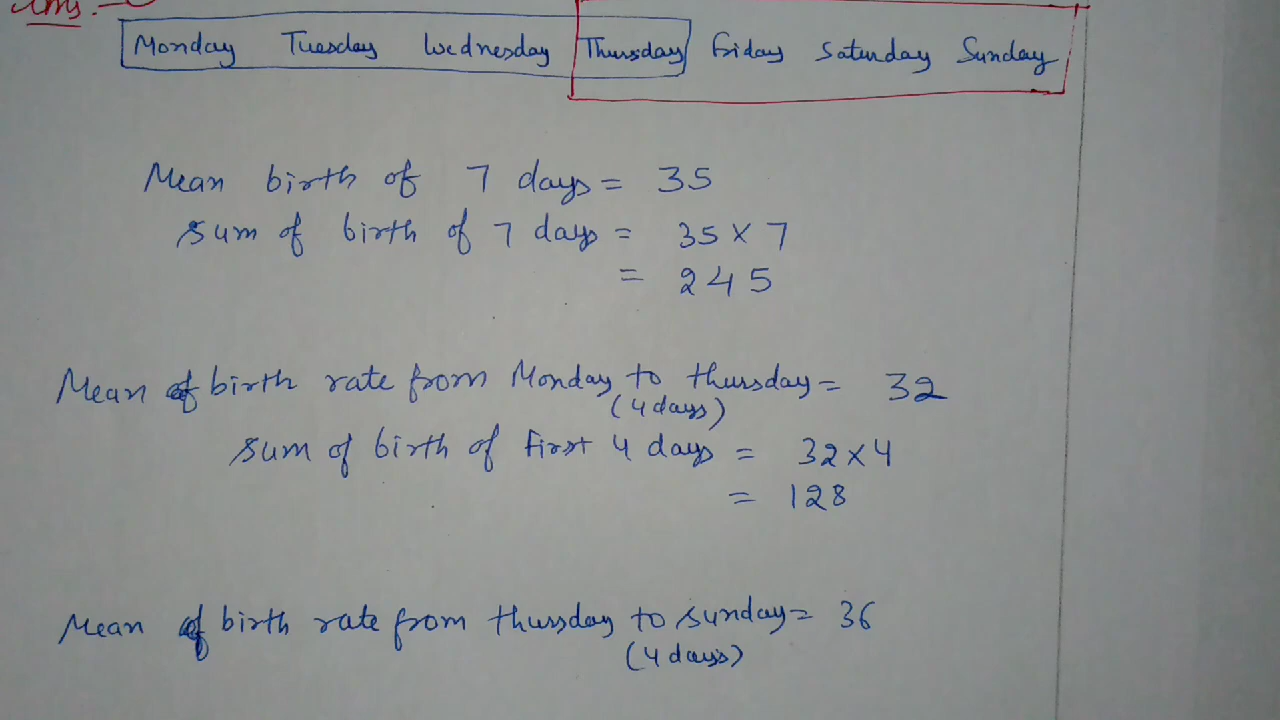 Ans:-
Monday Tuesday Wednesday Thursday Friday Saturday Sunday
Mean birth of 7 days = 35
sum of birth of 7 days = 35 × 7
= 245
Mean of birth rate from Monday to thursday = 32
(4 days)
sum of birth of first 4 days = 32 × 4
= 128
Mean of birth rate from thursday to sunday = 36
(4 days)